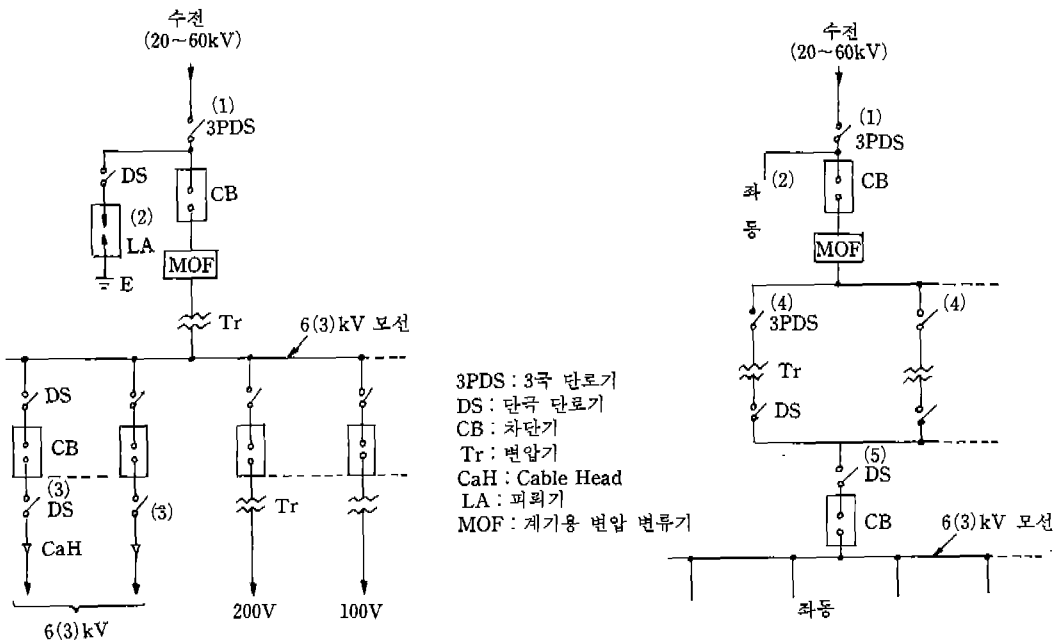 수전
(20~60kV)
(1)
3PDS
DS
CB
(2)
LA
E
MOF
Tr
6(3)kV 모선
DS
CB
(3)
DS
(3)
Tr
CaH
6(3)kV
200V
100V
3PDS : 3극 단로기
DS : 단극 단로기
CB : 차단기
Tr : 변압기
CaH : Cable Head
LA : 피뢰기
MOF : 계기용 변압 변류기
수전
(20~60kV)
(1)
3PDS
(2)
좌
동
CB
MOF
(4)
3PDS
(4)
Tr
DS
(5)
DS
CB
6(3)kV 모선
좌동